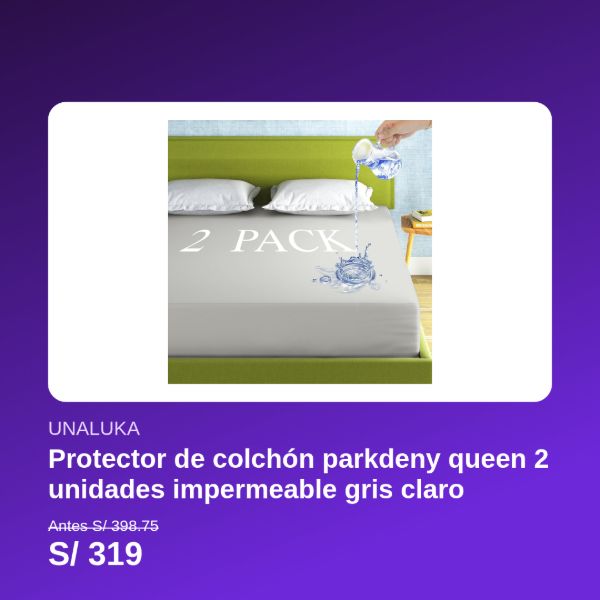 2 PACK
UNALUKA
Protector de colchón parkdeny queen 2
unidades impermeable gris claro
Antes S/ 398.75
S/ 319